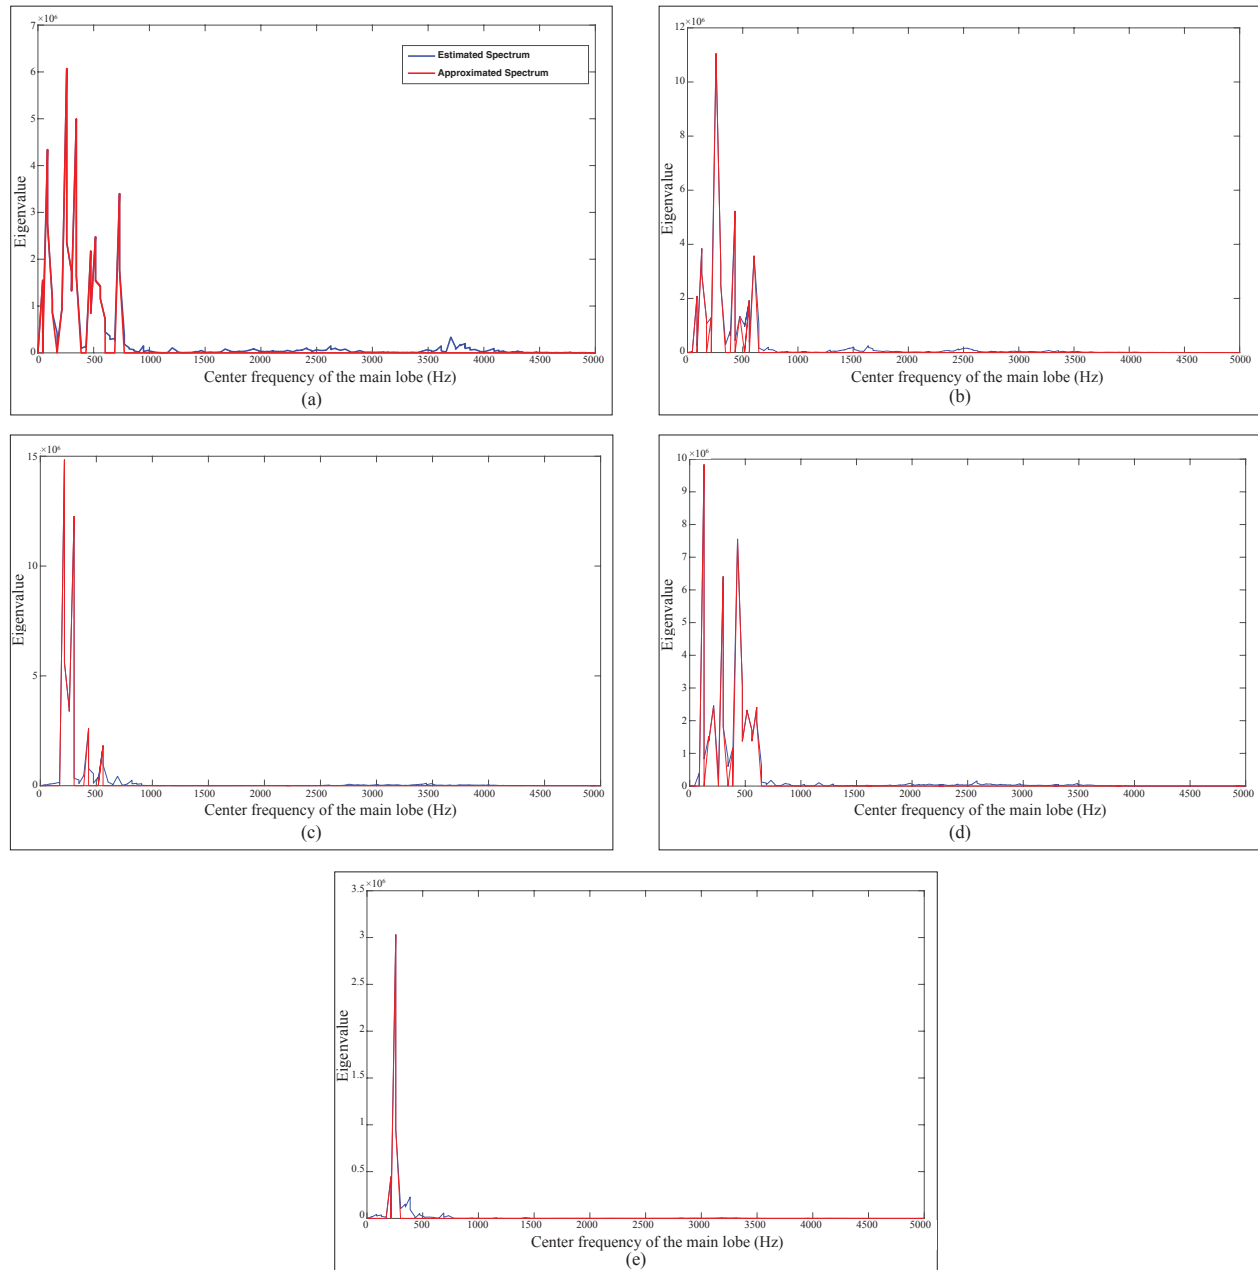 ×10⁶
7
6
5
4
3
2
1
0
Eigenvalue
Estimated Spectrum
Approximated Spectrum
0 500 1000 1500 2000 2500 3000 3500 4000 4500 5000
Center frequency of the main lobe (Hz)
(a)
12 ×10⁶
10
8
6
4
2
0
Eigenvalue
0 500 1000 1500 2000 2500 3000 3500 4000 4500 5000
Center frequency of the main lobe (Hz)
(b)
15 ×10⁶
10
5
0
Eigenvalue
0 500 1000 1500 2000 2500 3000 3500 4000 4500 5000
Center frequency of the main lobe (Hz)
(c)
10 ×10⁶
9
8
7
6
5
4
3
2
1
0
Eigenvalue
0 500 1000 1500 2000 2500 3000 3500 4000 4500 5000
Center frequency of the main lobe (Hz)
(d)
3.5 ×10⁶
3
2.5
2
1.5
1
0.5
0
Eigenvalue
0 500 1000 1500 2000 2500 3000 3500 4000 4500 5000
Center frequency of the main lobe (Hz)
(e)